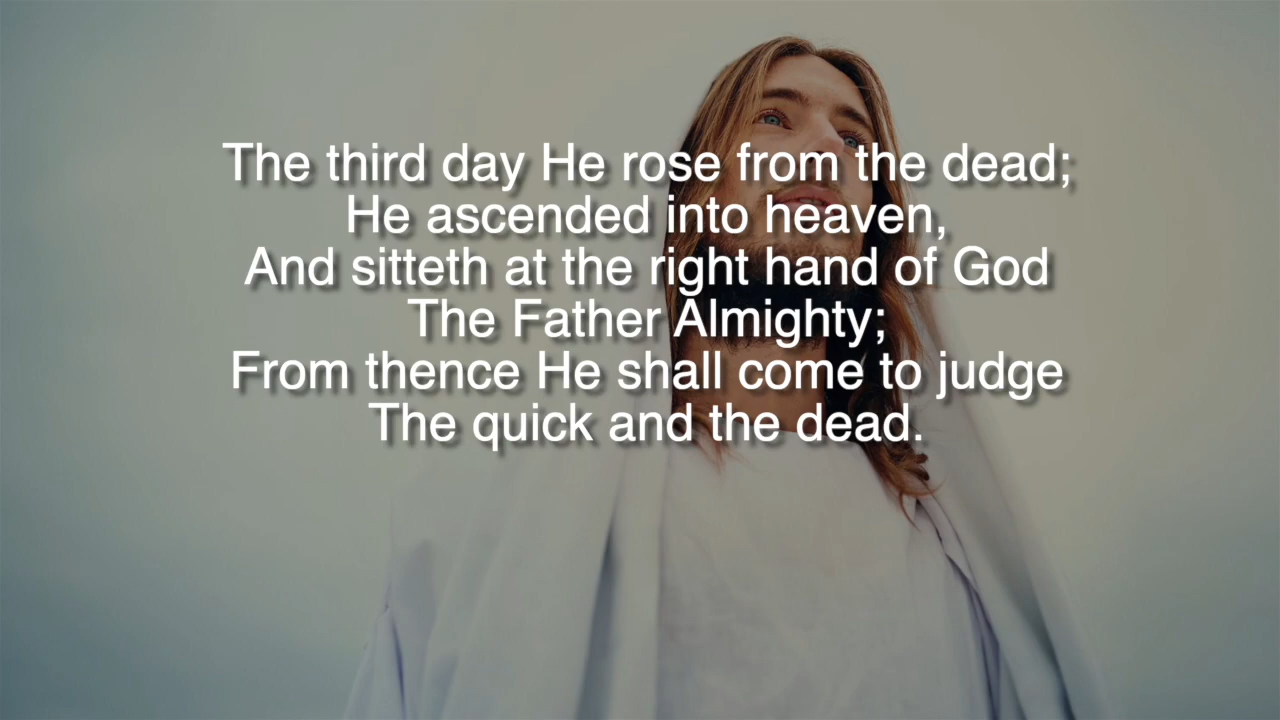 The third day He rose from the dead;
He ascended into heaven,
And sitteth at the right hand of God
The Father Almighty;
From thence He shall come to judge
The quick and the dead.